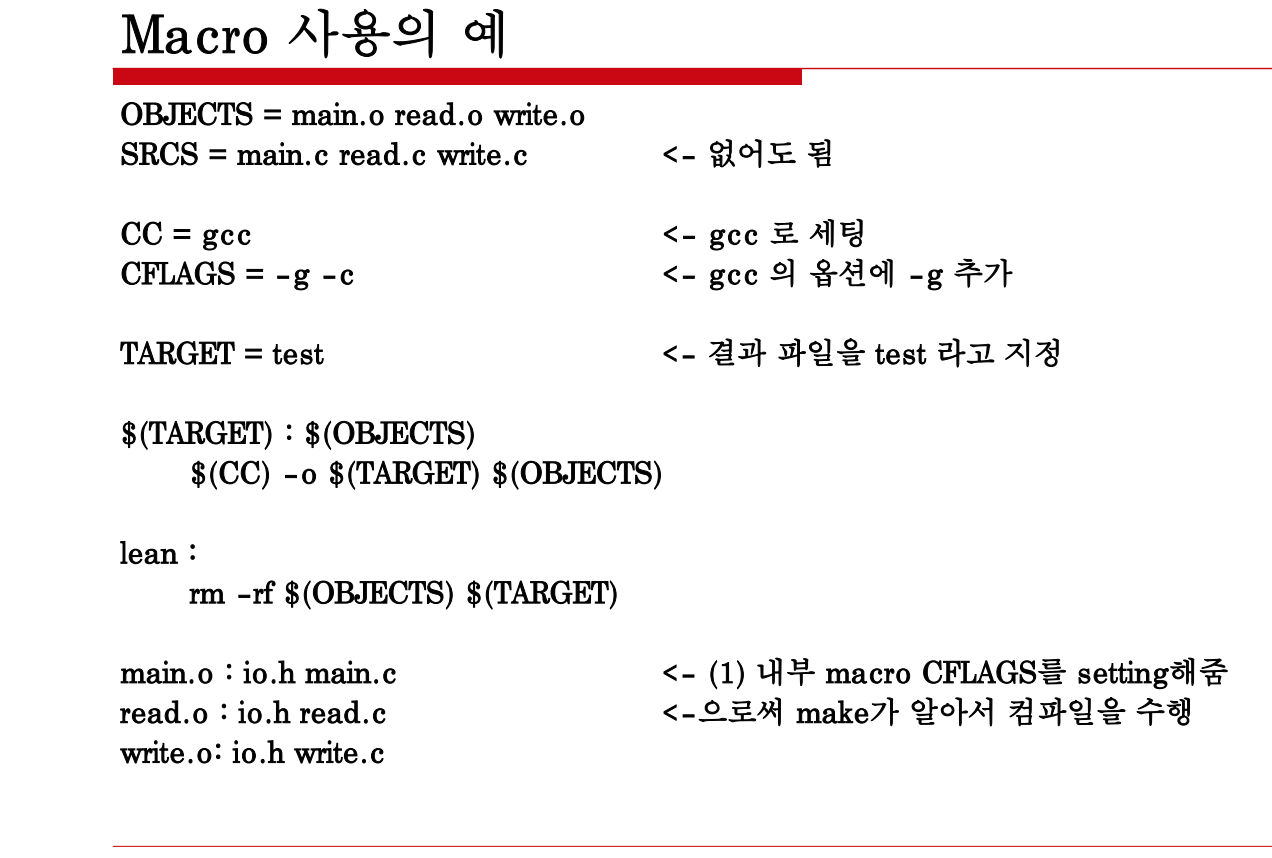 Macro 사용의 예
OBJECTS = main.o read.o write.o
SRCS = main.c read.c write.c <- 없어도 됨
CC = gcc <- gcc 로 세팅
CFLAGS = -g -c <- gcc 의 옵션에 -g 추가
TARGET = test <- 결과 파일을 test 라고 지정
$(TARGET) : $(OBJECTS)
$(CC) -o $(TARGET) $(OBJECTS)
lean :
rm -rf $(OBJECTS) $(TARGET)
main.o : io.h main.c <- (1) 내부 macro CFLAGS를 setting해줌
read.o : io.h read.c <-으로써 make가 알아서 컴파일을 수행
write.o: io.h write.c